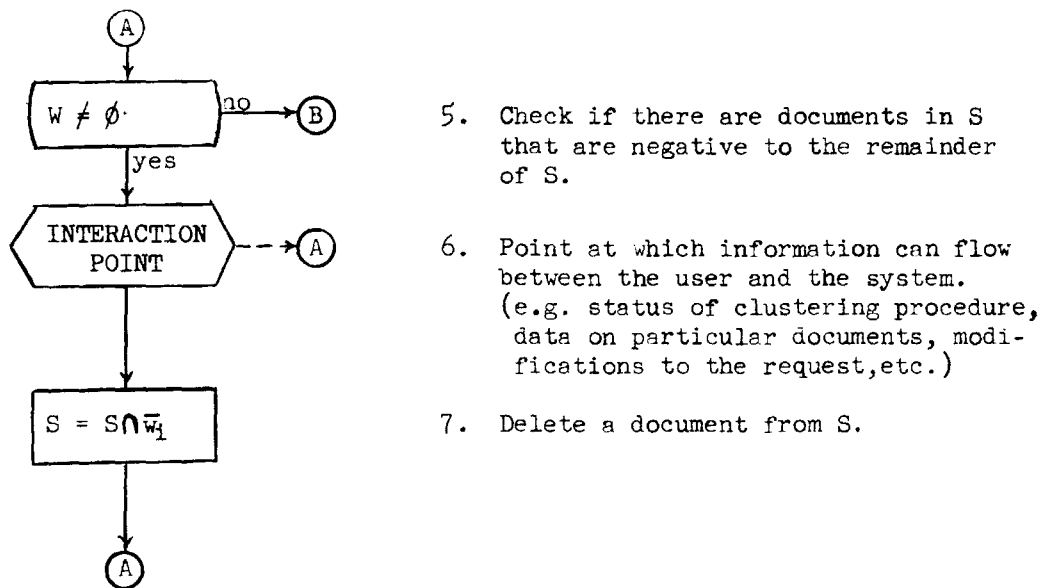 A
W ≠ ∅
no
B
yes
5. Check if there are documents in S
that are negative to the remainder
of S.
INTERACTION
POINT
A
6. Point at which information can flow
between the user and the system.
(e.g. status of clustering procedure,
data on particular documents, modi-
fications to the request,etc.)
S = S∩w̄ᵢ
7. Delete a document from S.
A